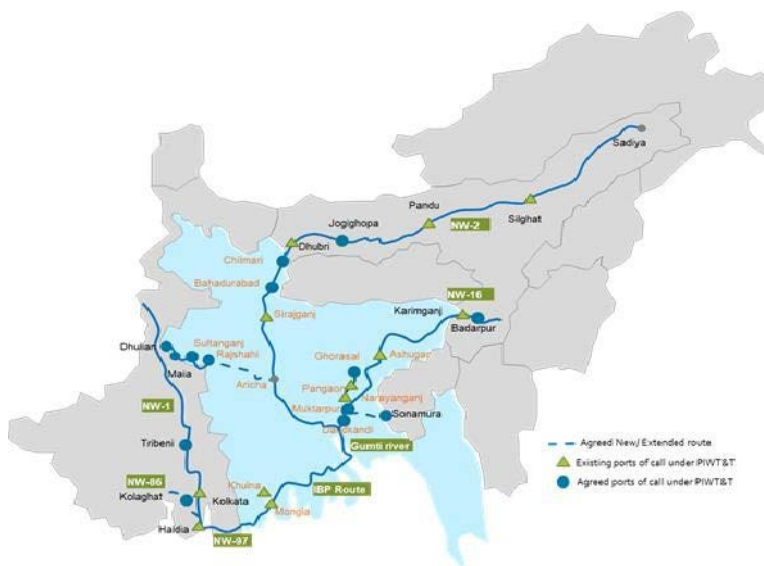 Sadiya
Pandu
Silghat
Jogighopa
NW-2
Dhubri
Chilmari
Bahadurabad
NW-16
Sirajganj
Karimganj
Badarpur
Sultanganj
Dhulian
Rajshahi
Ghorasal
Ashuganj
Maia
Aricha
Pangaon
NW-1
Narayanganj
Muktarpur
Sonamura
Daudkandi
Tribeni
Gumti river
Agreed New/ Extended route
Existing ports of call under PIWT&T
Agreed ports of call under PIWT&T
NW-86
Kolaghat
Kolkata
Khulna
IBP Route
Mongla
Haldia
NW-97